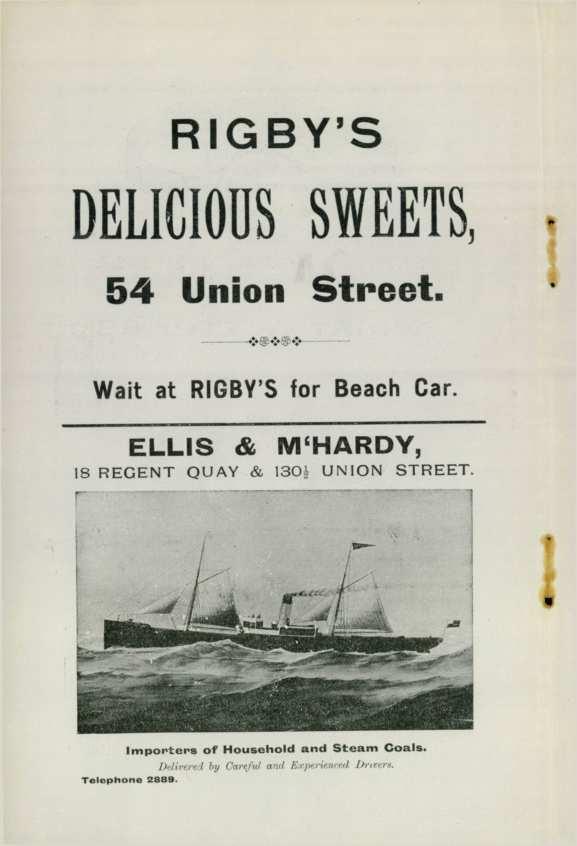 RIGBY'S
DELICIOUS SWEETS,
54 Union Street.
Wait at RIGBY'S for Beach Car.
ELLIS & M'HARDY,
18 REGENT QUAY & 130½ UNION STREET.
Importers of Household and Steam Coals.
Delivered by Careful and Experienced Drivers.
Telephone 2889.